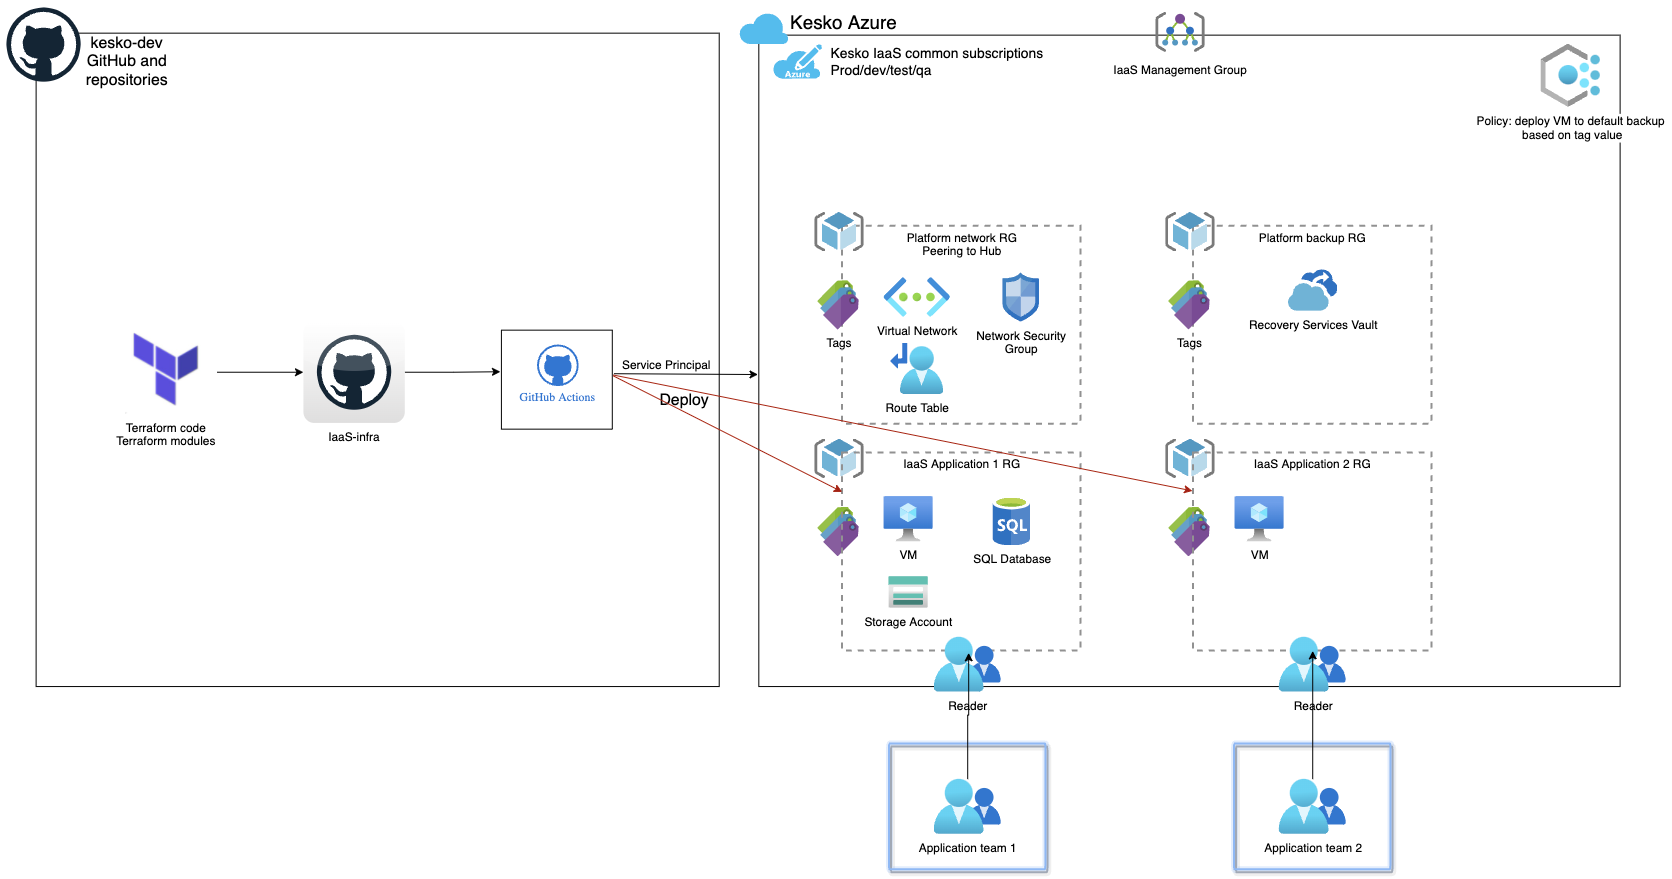 kesko-dev
GitHub and
repositories
Kesko Azure
Azure
Kesko IaaS common subscriptions
Prod/dev/test/qa
IaaS Management Group
Policy: deploy VM to default backup
based on tag value
Terraform code
Terraform modules
IaaS-infra
GitHub Actions
Service Principal
Deploy
Platform network RG
Peering to Hub
Tags
Virtual Network
Network Security
Group
Route Table
Platform backup RG
Tags
Recovery Services Vault
IaaS Application 1 RG
VM
SQL
SQL Database
Storage Account
IaaS Application 2 RG
VM
Reader
Reader
Application team 1
Application team 2